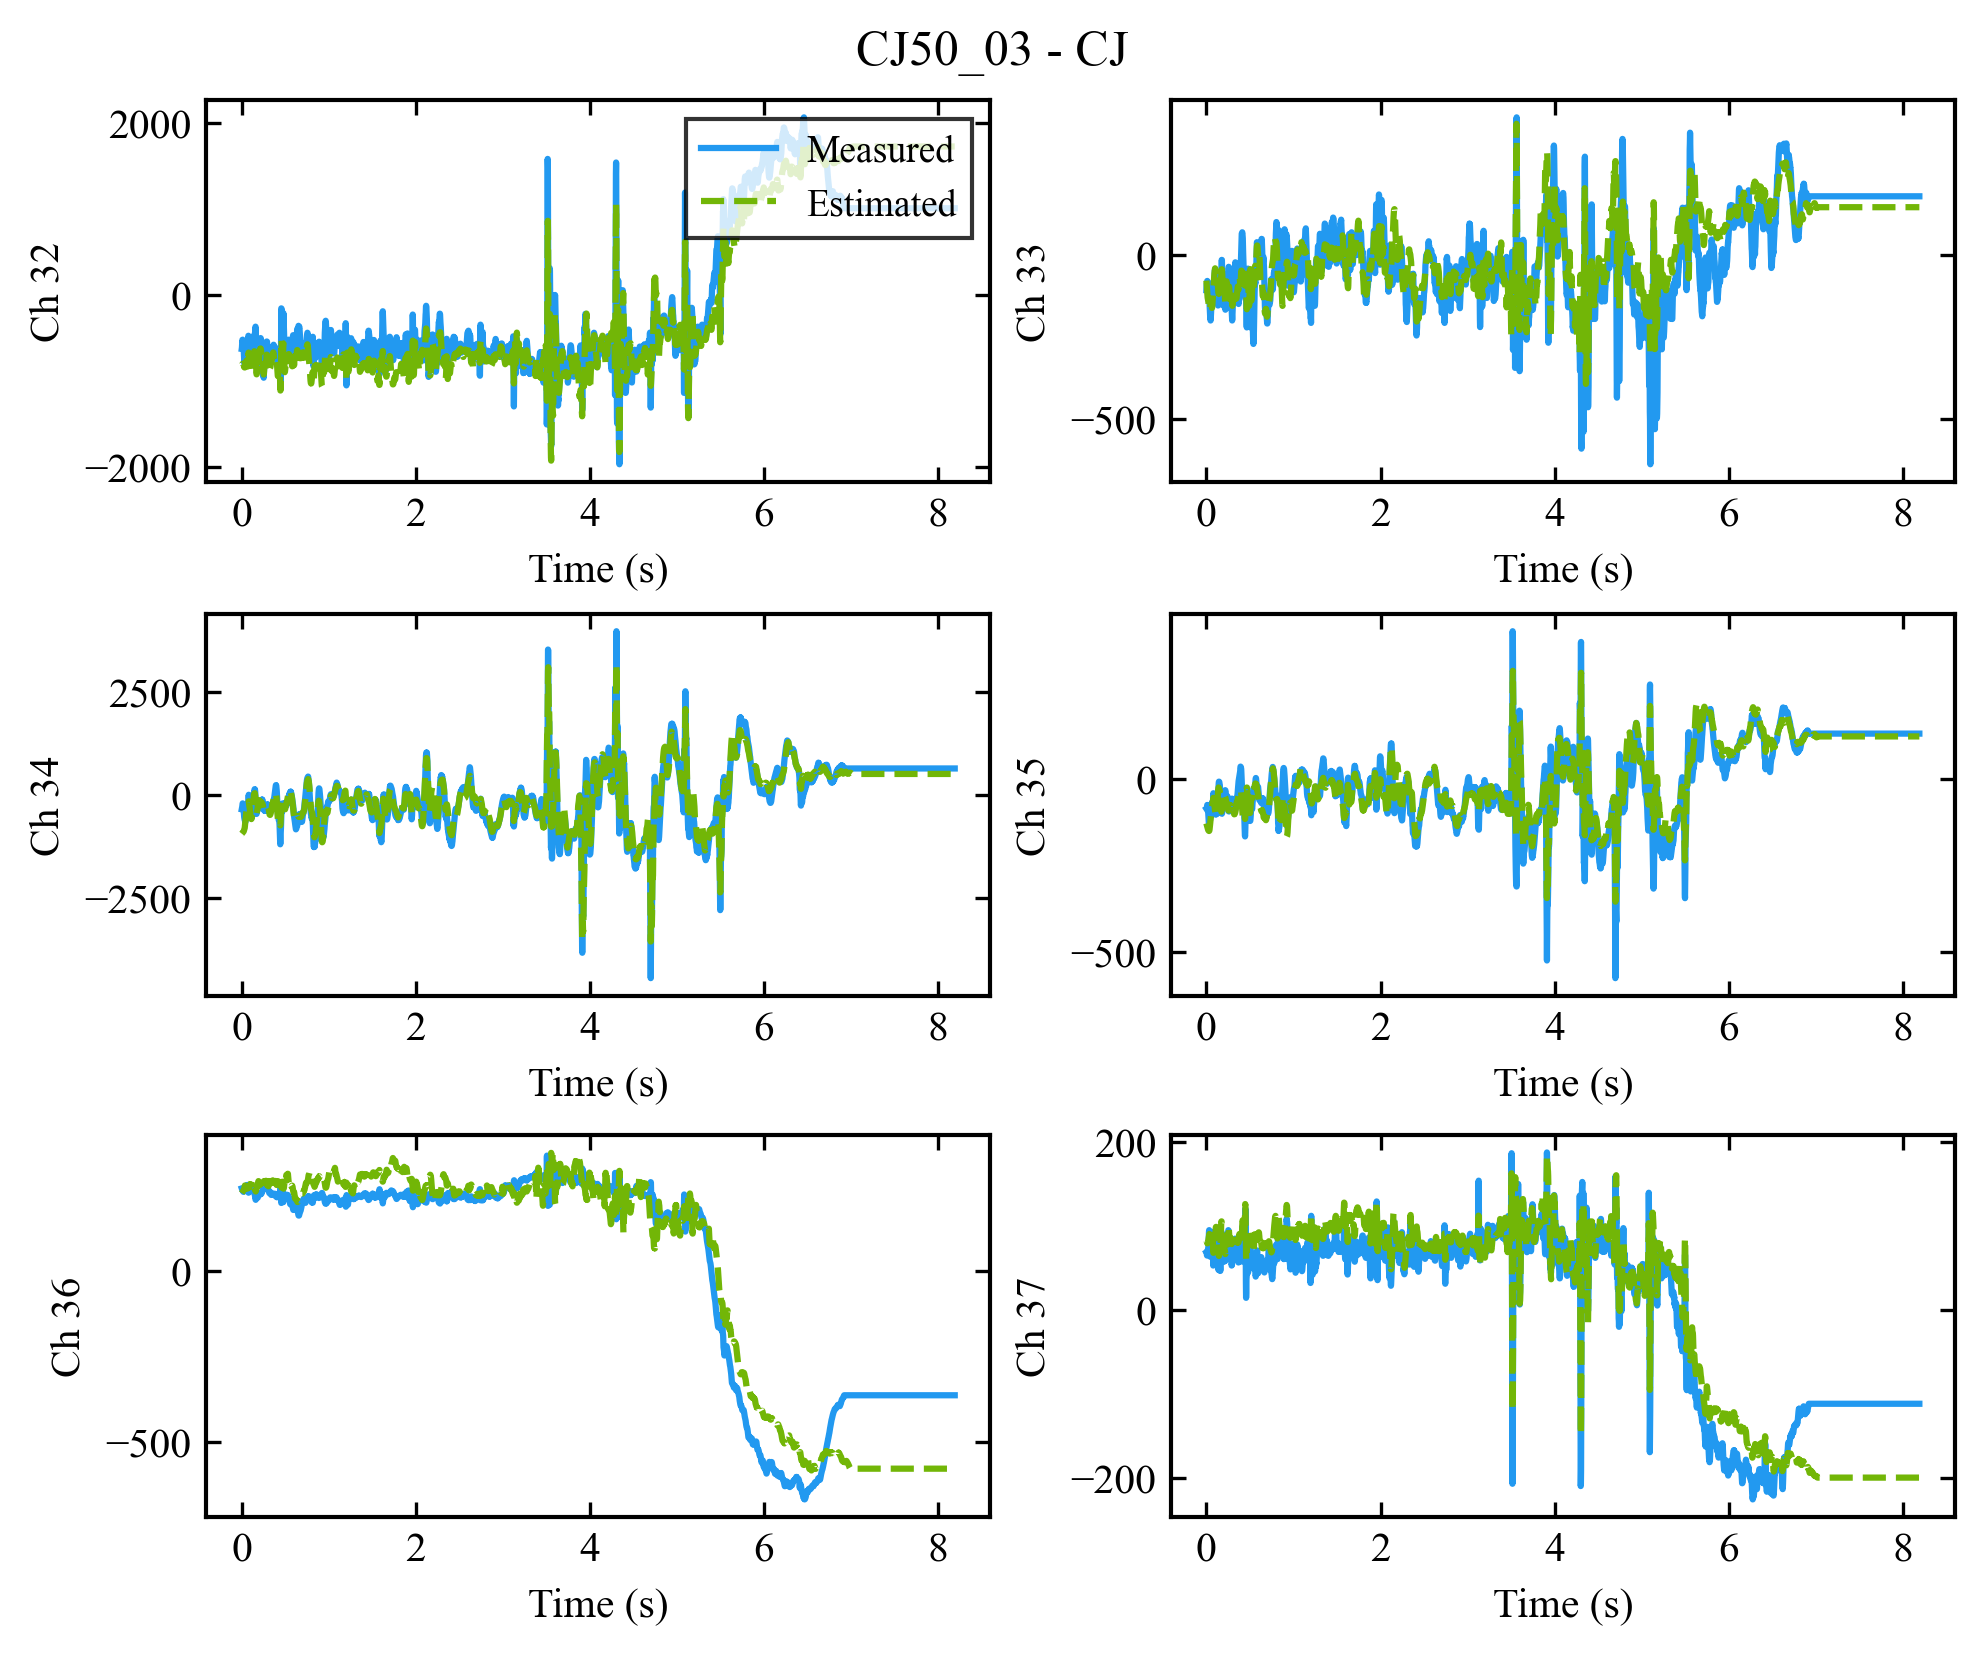 CJ50_03 - CJ
Ch 32
2000
0
−2000
Measured
Estimated
0 2 4 6 8
Time (s)
Ch 33
0
−500
0 2 4 6 8
Time (s)
Ch 34
2500
0
−2500
0 2 4 6 8
Time (s)
Ch 35
0
−500
0 2 4 6 8
Time (s)
Ch 36
0
−500
0 2 4 6 8
Time (s)
Ch 37
200
0
−200
0 2 4 6 8
Time (s)